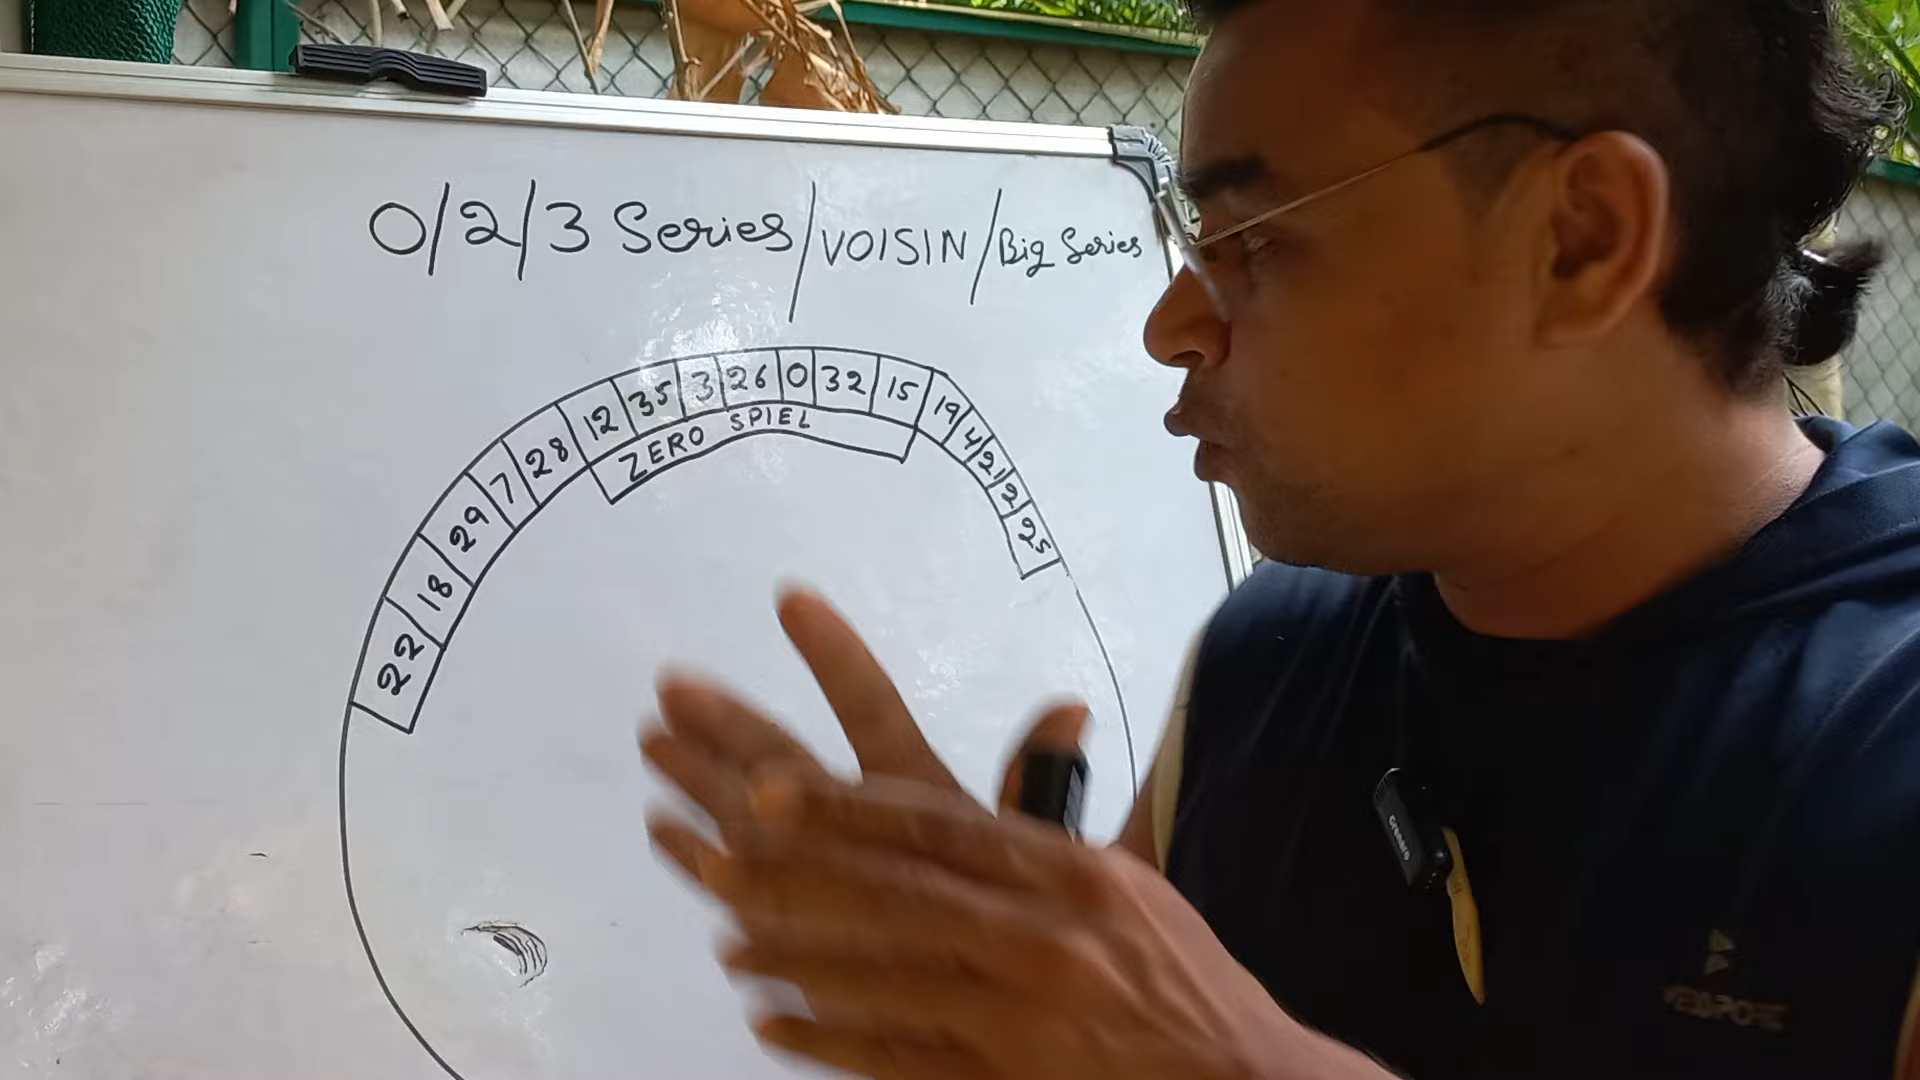 0/2/3 Series/VOISIN/Big Series
22 18 29 7 28 12 35 3 26 0 32 15 19 4 21 2 25
ZERO SPIEL
Grenaro